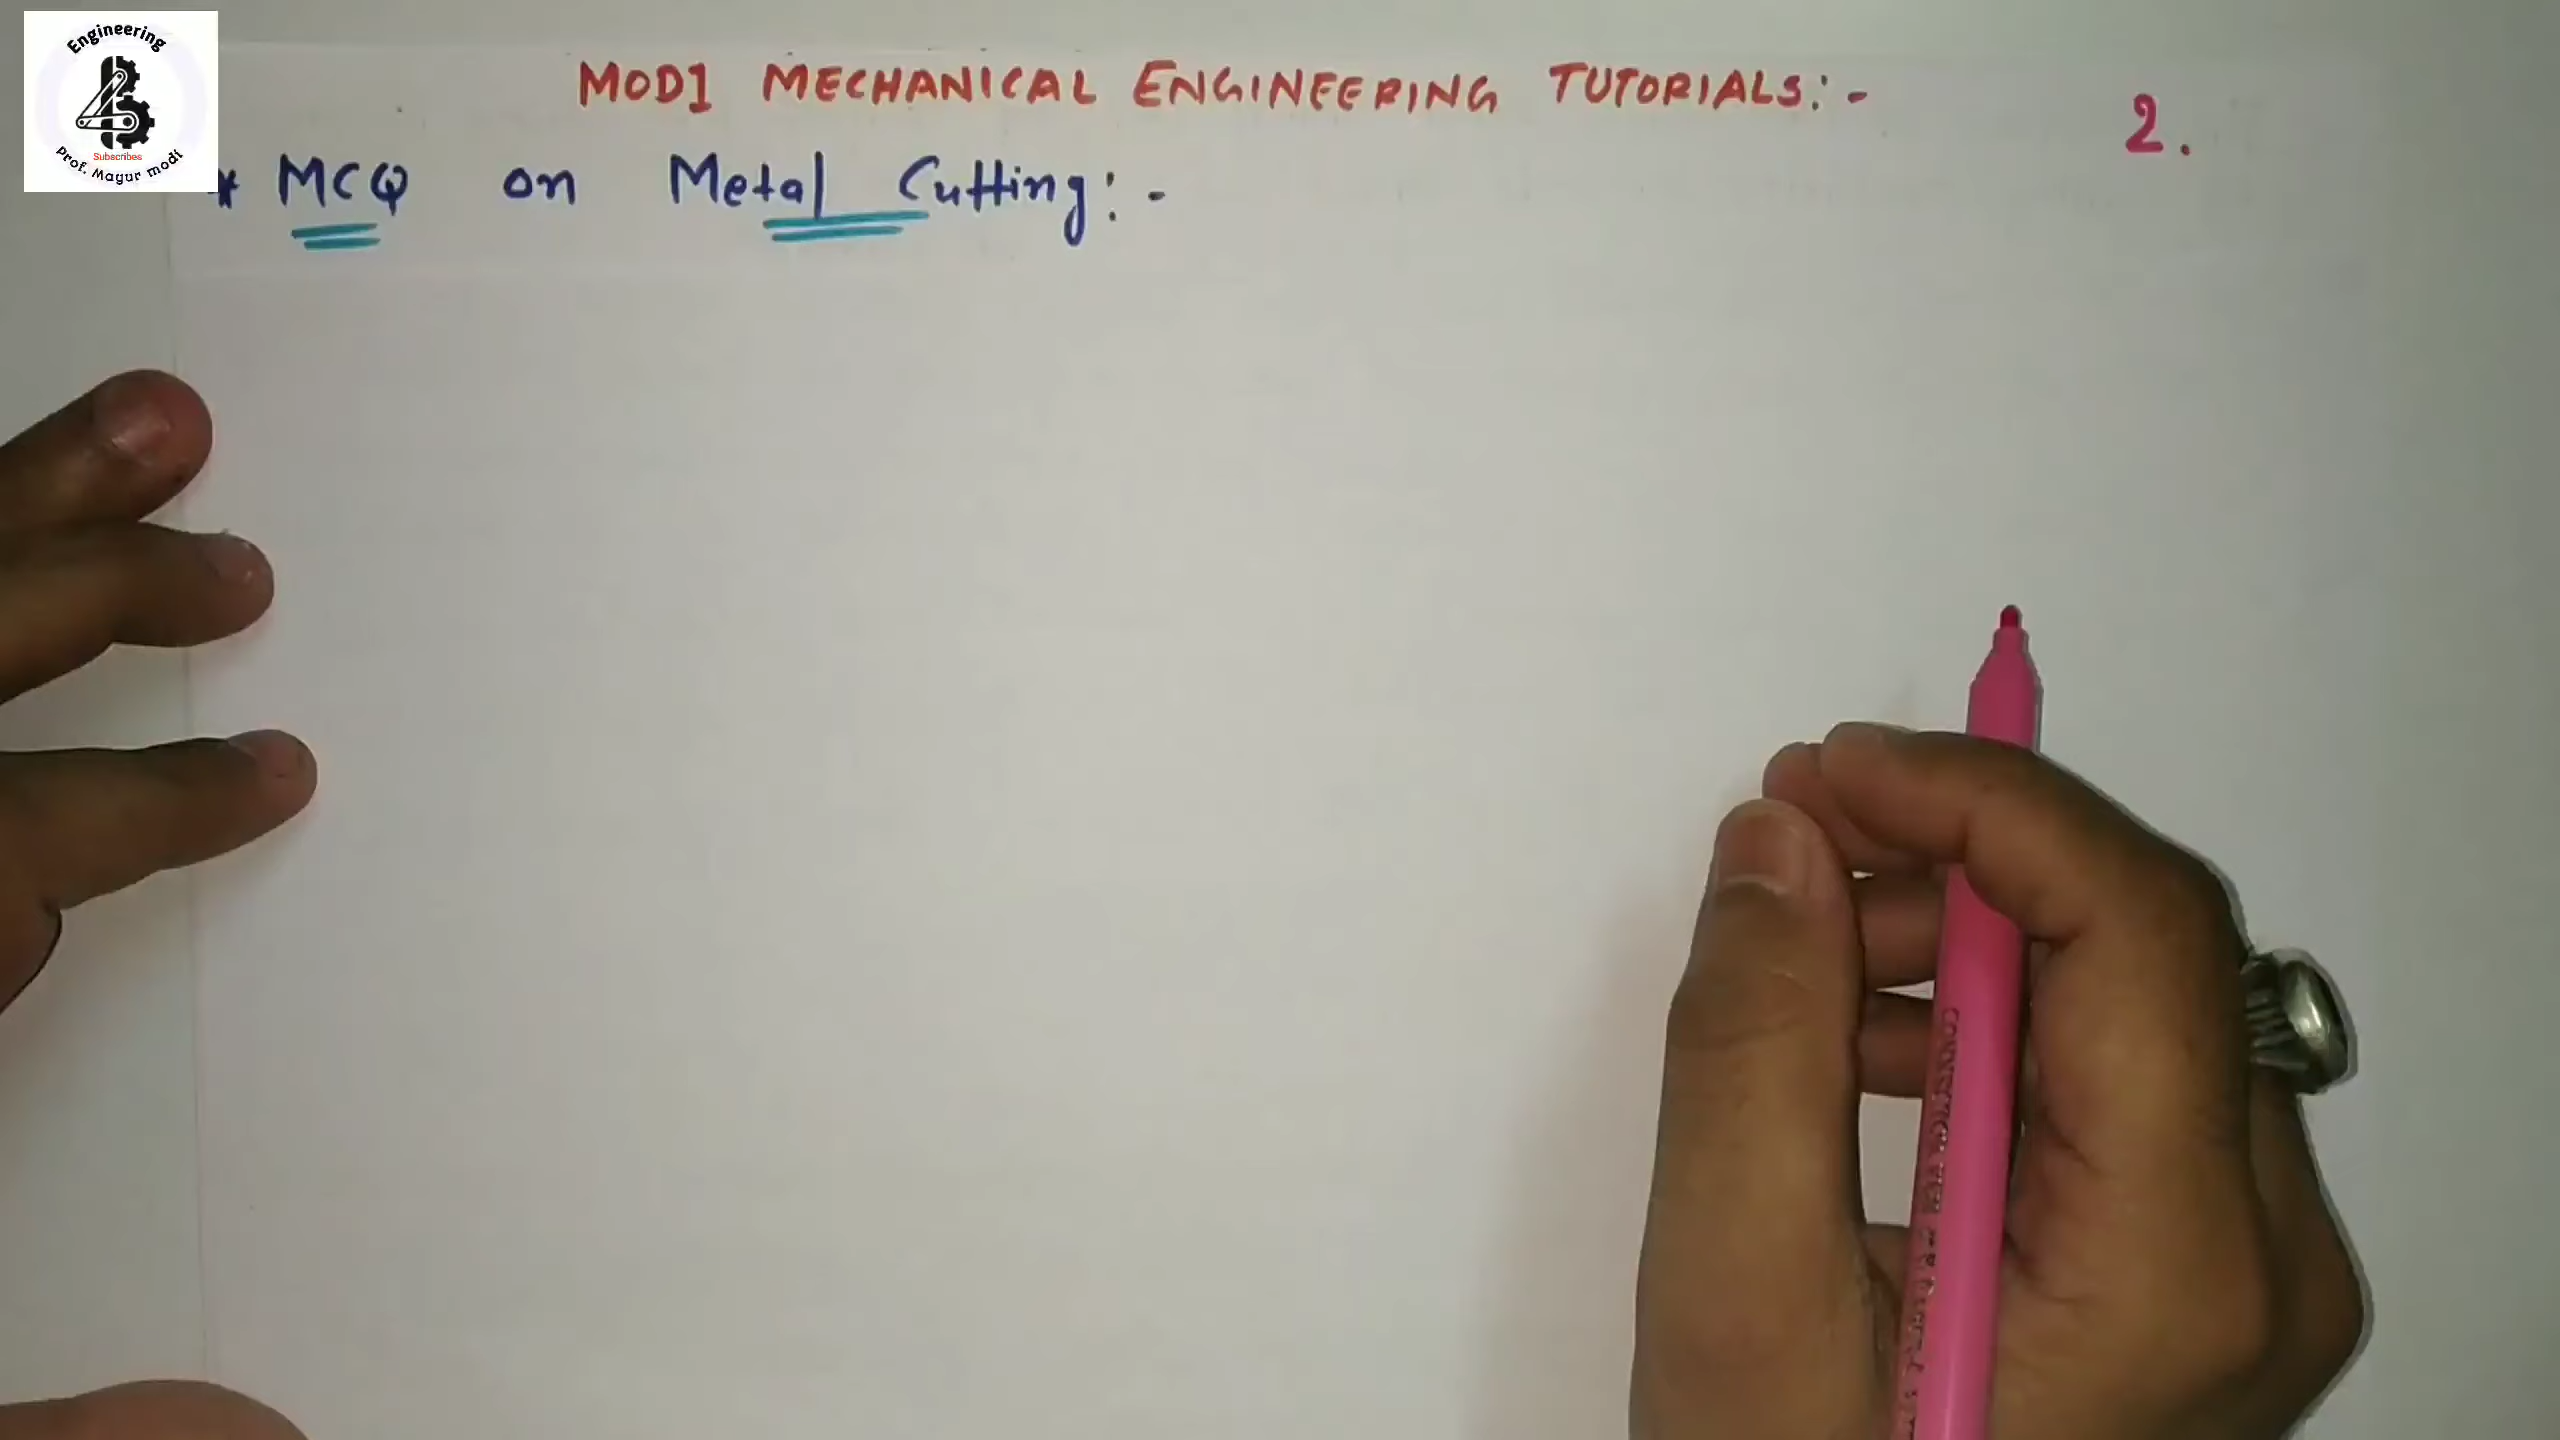 Engineering
Subscribes
Prof. Mayur modi
MODI MECHANICAL ENGINEERING TUTORIALS:-
2.
* MCQ on Metal Cutting:-